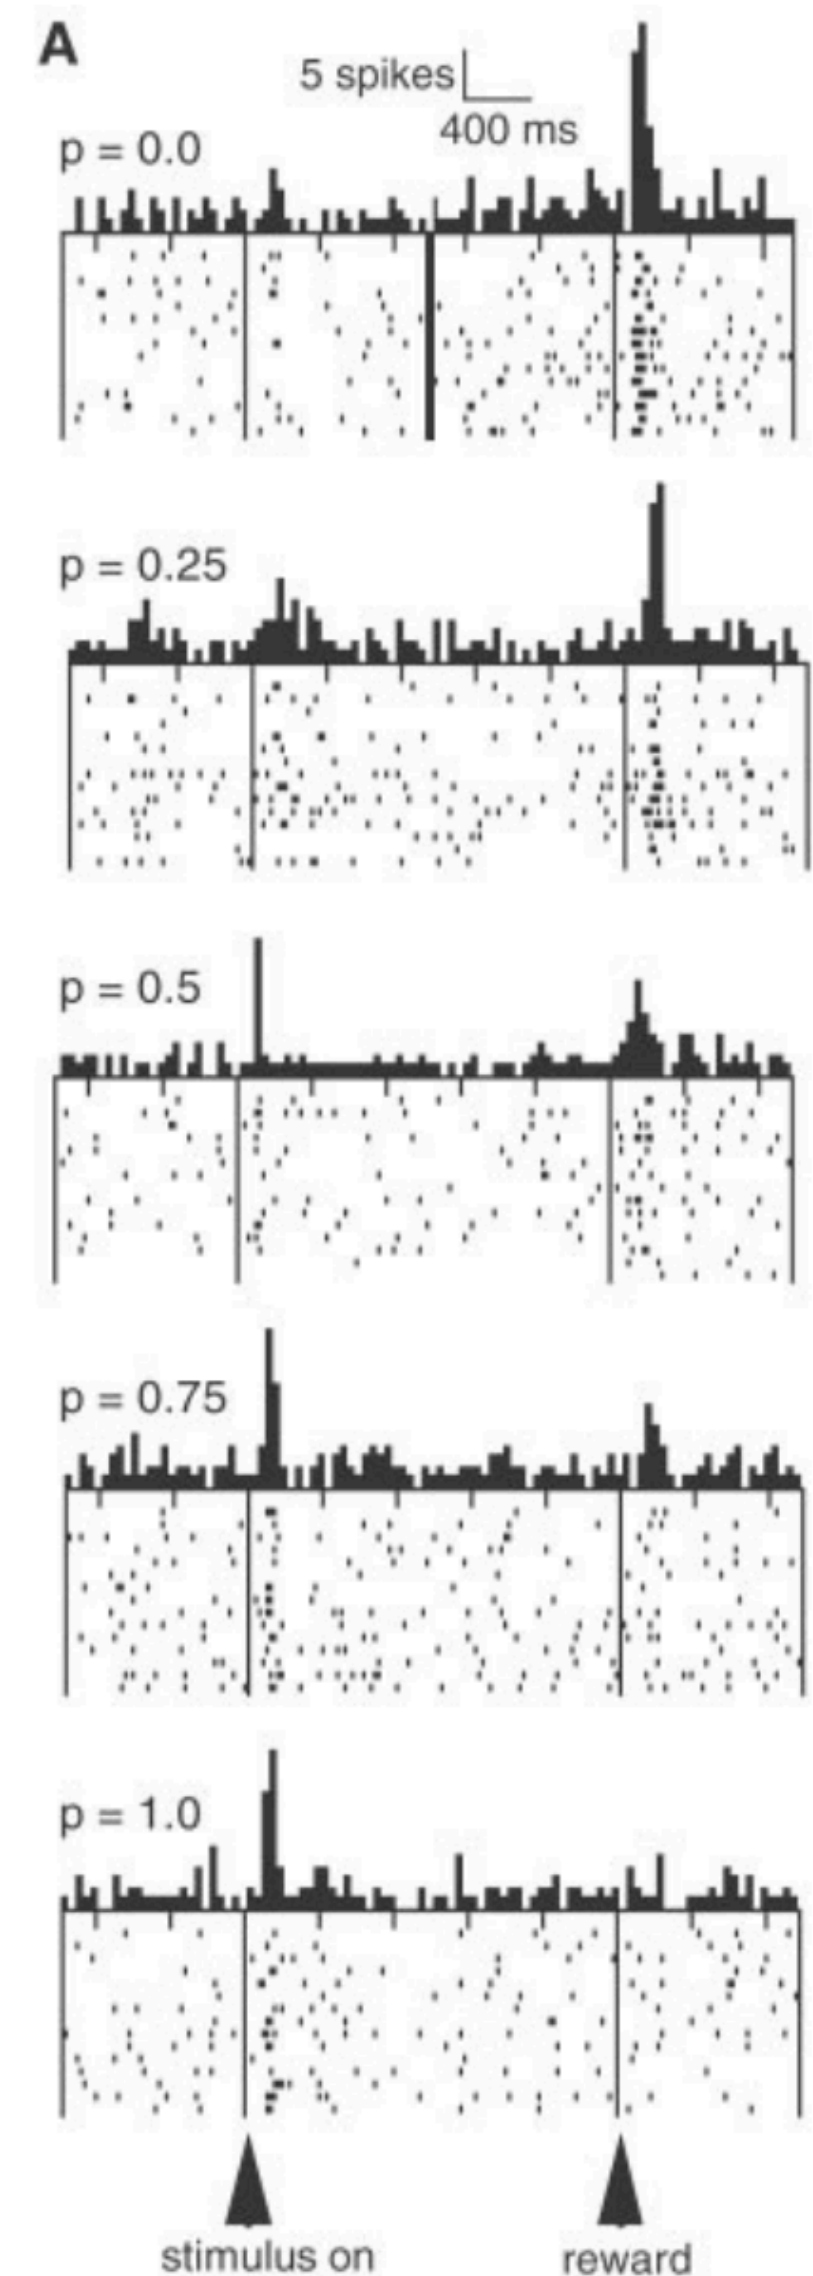 A
5 spikes
400 ms
p = 0.0
p = 0.25
p = 0.5
p = 0.75
p = 1.0
stimulus on
reward